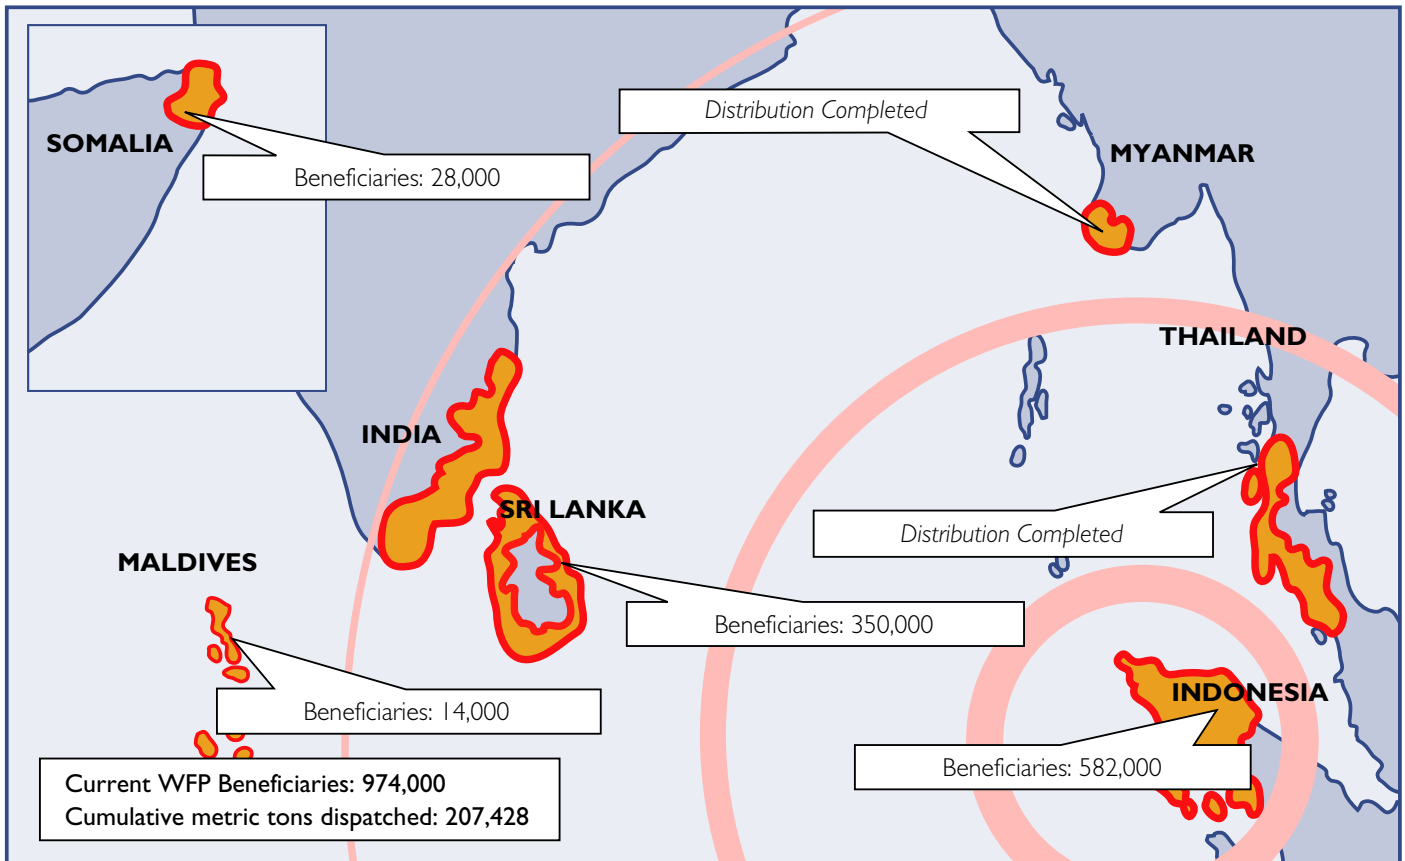 Distribution Completed
SOMALIA
MYANMAR
Beneficiaries: 28,000
THAILAND
INDIA
SRI LANKA
Distribution Completed
MALDIVES
Beneficiaries: 350,000
INDONESIA
Beneficiaries: 14,000
Beneficiaries: 582,000
Current WFP Beneficiaries: 974,000
Cumulative metric tons dispatched: 207,428